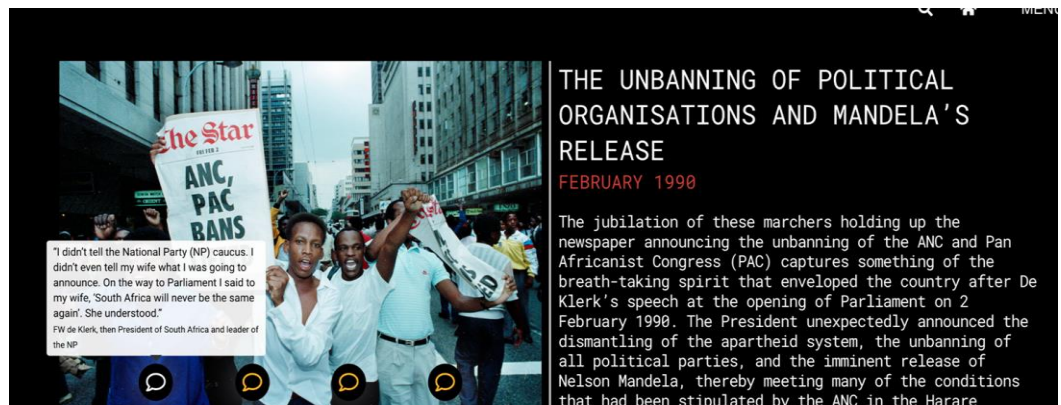 MENU
The Star
FRI FEB 2
ANC,
PAC
BANS
"I didn't tell the National Party (NP) caucus. I
didn't even tell my wife what I was going to
announce. On the way to Parliament I said to
my wife, 'South Africa will never be the same
again'. She understood."
FW de Klerk, then President of South Africa and leader of
the NP
THE UNBANNING OF POLITICAL
ORGANISATIONS AND MANDELA'S
RELEASE
FEBRUARY 1990
The jubilation of these marchers holding up the
newspaper announcing the unbanning of the ANC and Pan
Africanist Congress (PAC) captures something of the
breath-taking spirit that enveloped the country after De
Klerk's speech at the opening of Parliament on 2
February 1990. The President unexpectedly announced the
dismantling of the apartheid system, the unbanning of
all political parties, and the imminent release of
Nelson Mandela, thereby meeting many of the conditions
that had been stipulated by the ANC in the Harare